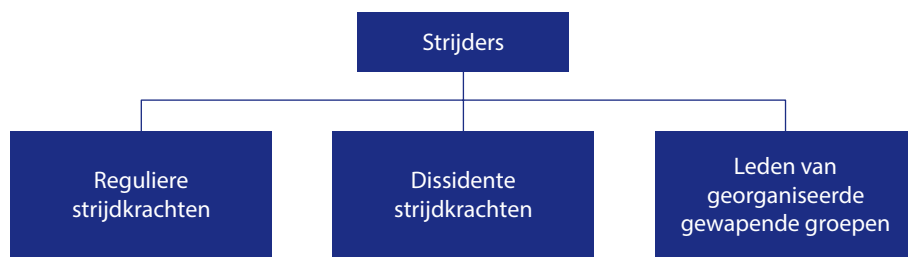 Strijders
Reguliere
strijdkrachten
Dissidente
strijdkrachten
Leden van
georganiseerde
gewapende groepen